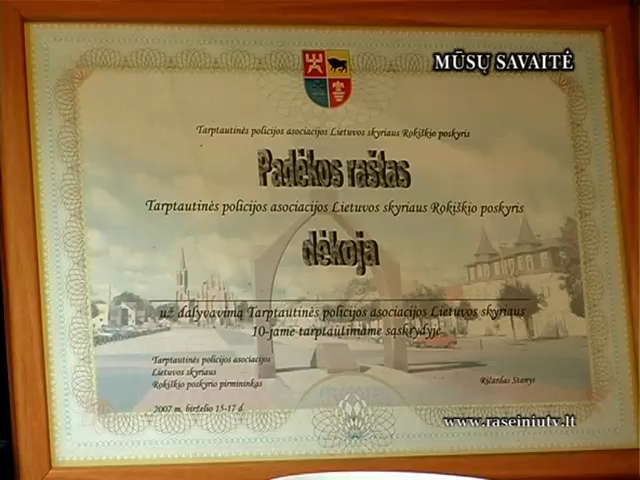 MŪSŲ SAVAITĖ
Tarptautinės policijos asociacijos Lietuvos skyriaus Rokiškio poskyris
Padėkos raštas
Tarptautinės policijos asociacijos Lietuvos skyriaus Rokiškio poskyris
dėkoja
už dalyvavimą Tarptautinės policijos asociacijos Lietuvos skyriaus
10-jame tarptautiniame sąskrydyje
Tarptautinės policijos asociacijos
Lietuvos skyriaus
Rokiškio poskyrio pirmininkas
Ričardas Stanys
2007 m. birželio 15-17 d.
www.raseiniutv.lt